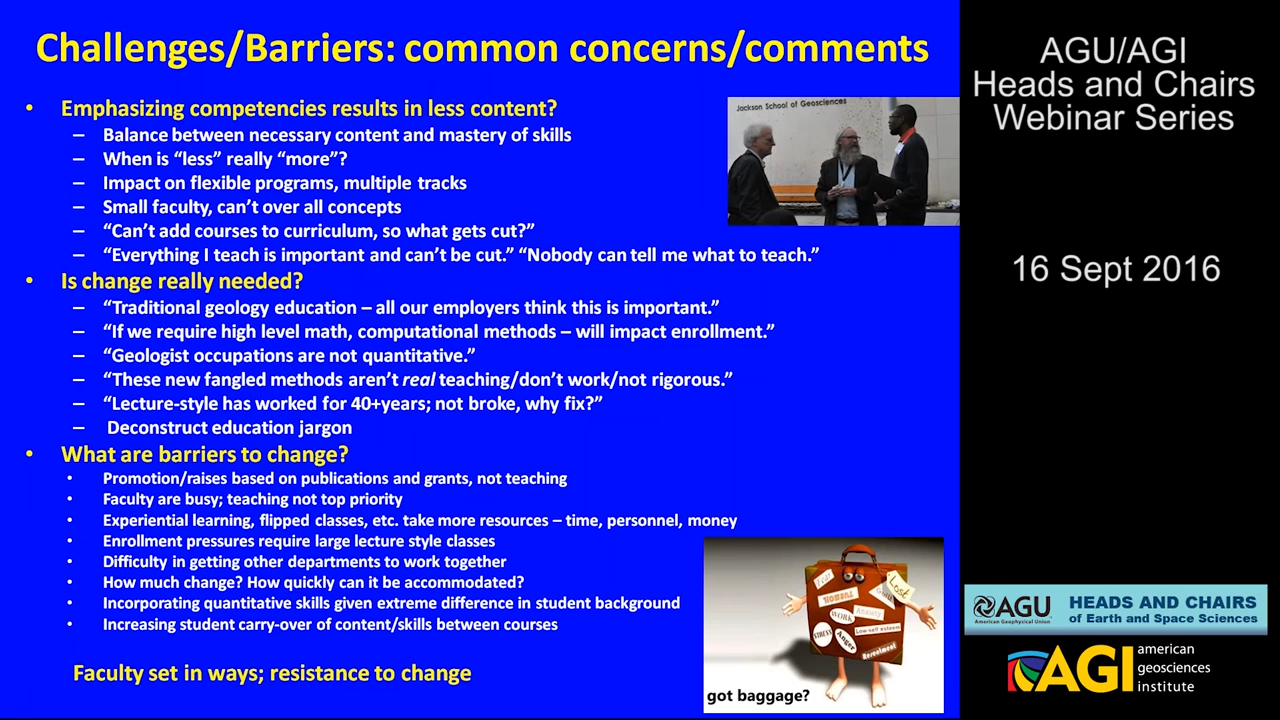 Challenges/Barriers: common concerns/comments
• Emphasizing competencies results in less content?
– Balance between necessary content and mastery of skills
– When is “less” really “more”?
– Impact on flexible programs, multiple tracks
– Small faculty, can’t over all concepts
– “Can’t add courses to curriculum, so what gets cut?”
– “Everything I teach is important and can’t be cut.” “Nobody can tell me what to teach.”
• Is change really needed?
– “Traditional geology education – all our employers think this is important.”
– “If we require high level math, computational methods – will impact enrollment.”
– “Geologist occupations are not quantitative.”
– “These new fangled methods aren’t real teaching/don’t work/not rigorous.”
– “Lecture-style has worked for 40+years; not broke, why fix?”
– Deconstruct education jargon
• What are barriers to change?
• Promotion/raises based on publications and grants, not teaching
• Faculty are busy; teaching not top priority
• Experiential learning, flipped classes, etc. take more resources – time, personnel, money
• Enrollment pressures require large lecture style classes
• Difficulty in getting other departments to work together
• How much change? How quickly can it be accommodated?
• Incorporating quantitative skills given extreme difference in student background
• Increasing student carry-over of content/skills between courses
Faculty set in ways; resistance to change
Jackson School of Geosciences
Lost
WORK
Anxiety
Low-self esteem
STRESS
Anger
Resentment
got baggage?
AGU/AGI
Heads and Chairs
Webinar Series
16 Sept 2016
AGU
American Geophysical Union
HEADS AND CHAIRS
of Earth and Space Sciences
AGI
american
geosciences
institute